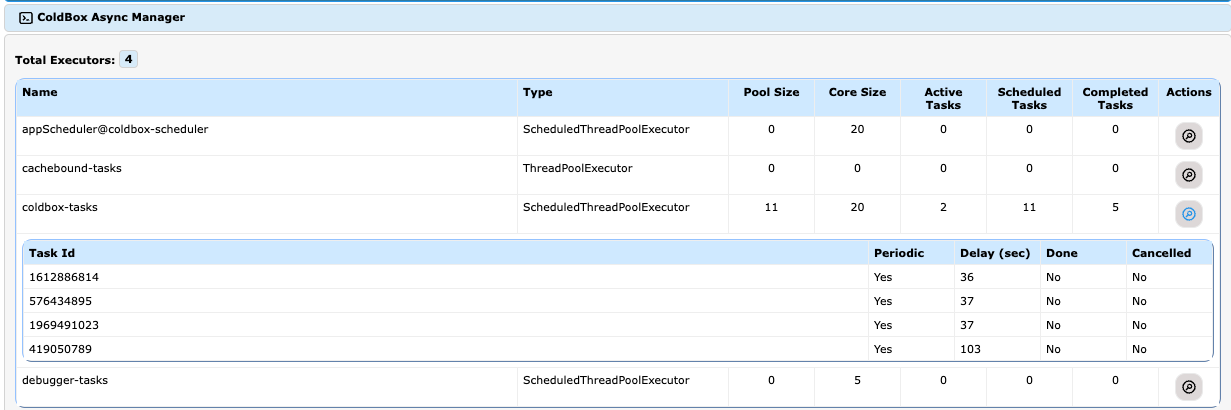 ColdBox Async Manager
Total Executors: 4
Name Type Pool Size Core Size Active Tasks Scheduled Tasks Completed Tasks Actions
appScheduler@coldbox-scheduler ScheduledThreadPoolExecutor 0 20 0 0 0
cachebound-tasks ThreadPoolExecutor 0 0 0 0 0
coldbox-tasks ScheduledThreadPoolExecutor 11 20 2 11 5
Task Id Periodic Delay (sec) Done Cancelled
1612886814 Yes 36 No No
576434895 Yes 37 No No
1969491023 Yes 37 No No
419050789 Yes 103 No No
debugger-tasks ScheduledThreadPoolExecutor 0 5 0 0 0